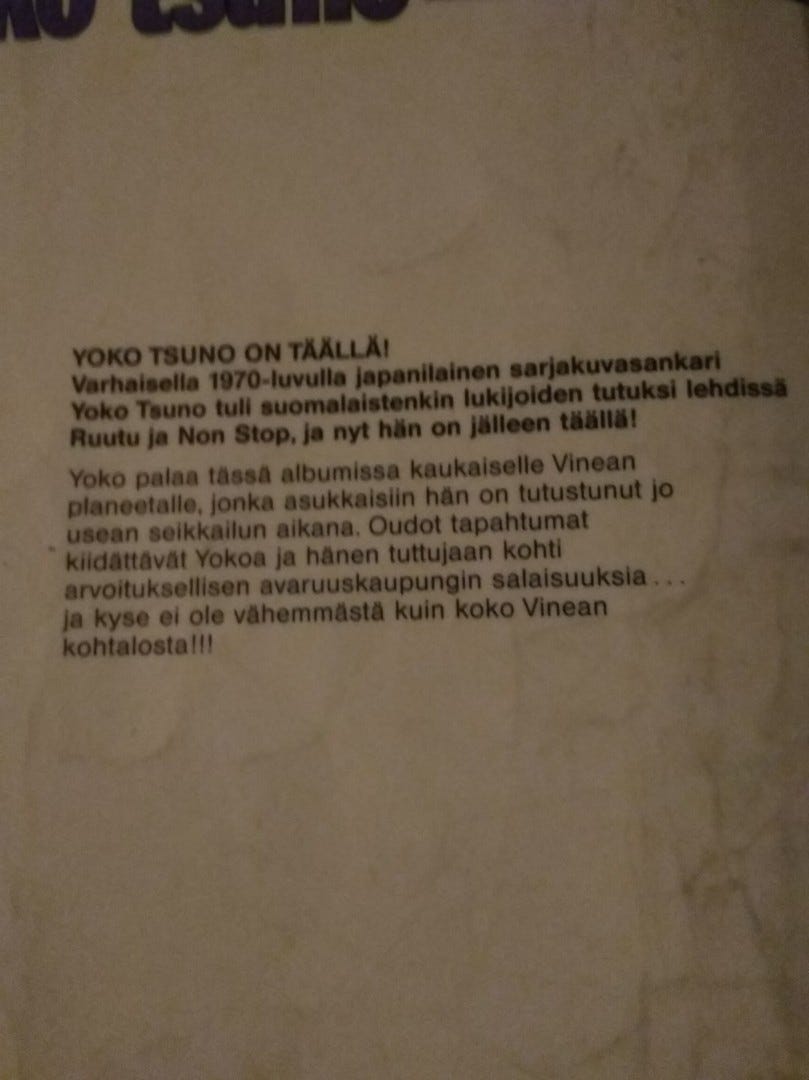 ko tsuno
YOKO TSUNO ON TÄÄLLÄ!
Varhaisella 1970-luvulla japanilainen sarjakuvasankari
Yoko Tsuno tuli suomalaistenkin lukijoiden tutuksi lehdissä
Ruutu ja Non Stop, ja nyt hän on jälleen täällä!
Yoko palaa tässä albumissa kaukaiselle Vinean
planeetalle, jonka asukkaisiin hän on tutustunut jo
usean seikkailun aikana. Oudot tapahtumat
kiidättävät Yokoa ja hänen tuttujaan kohti
arvoituksellisen avaruuskaupungin salaisuuksia...
ja kyse ei ole vähemmästä kuin koko Vinean
kohtalosta!!!